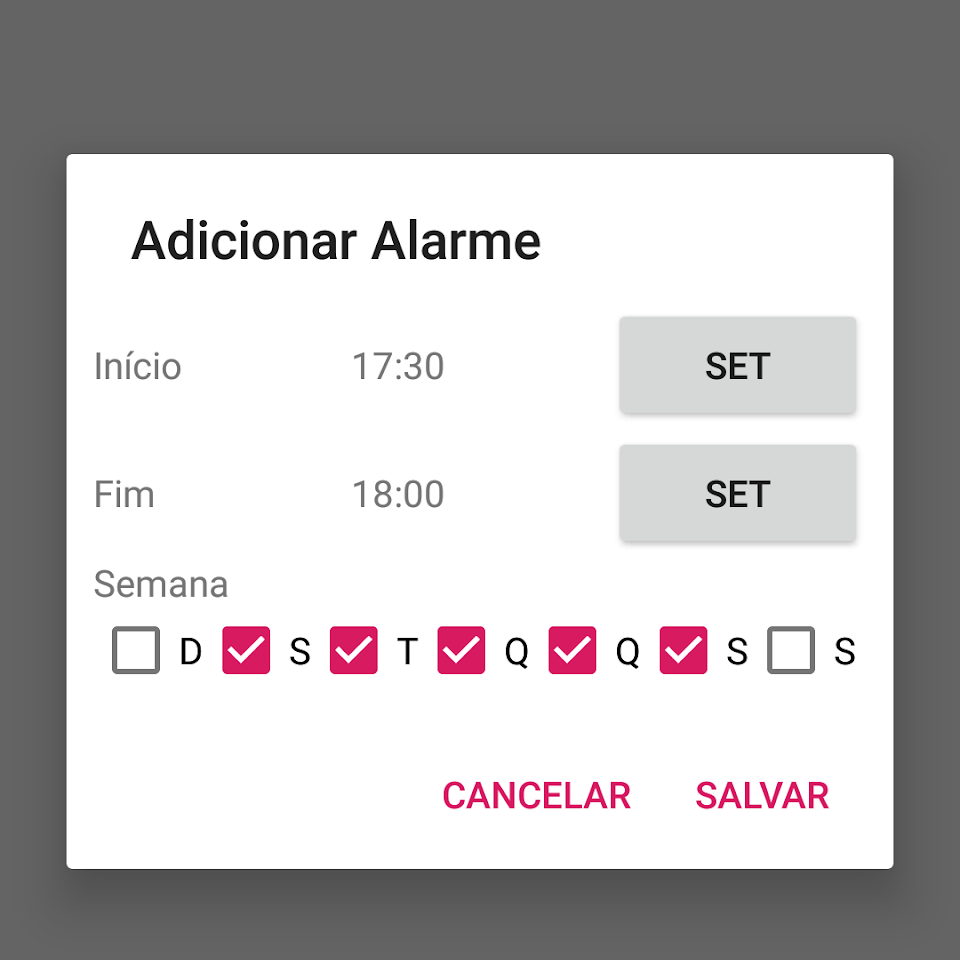 Adicionar Alarme
Início 17:30 SET
Fim 18:00 SET
Semana
D S T Q Q S S
CANCELAR SALVAR